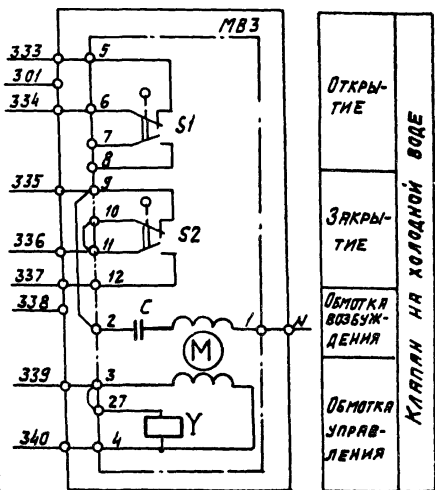 МВ3
333
5
301
334
6
S1
7
8
335
9
10
S2
336
11
337
12
338
2
C
1
N
М
339
3
27
Y
340
4
ОТКРЫ-
ТИЕ
ЗАКРЫ-
ТИЕ
ОБМОТКА
ВОЗБУЖ-
ДЕНИЯ
ОБМОТКА
УПРАВ-
ЛЕНИЯ
КЛАПАН НА ХОЛОДНОЙ ВОДЕ